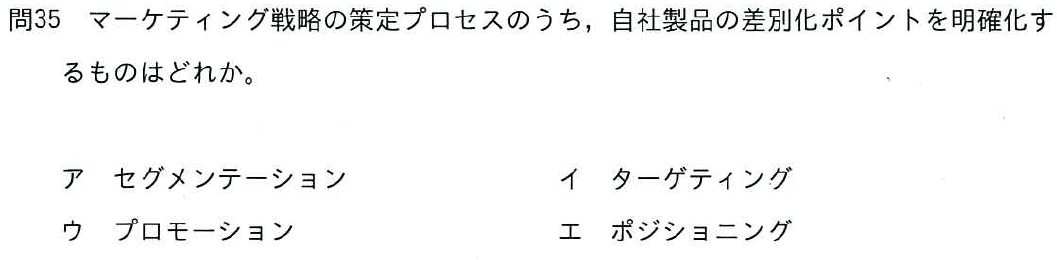 問35　マーケティング戦略の策定プロセスのうち，自社製品の差別化ポイントを明確化す
るものはどれか。
ア　セグメンテーション　イ　ターゲティング
ウ　プロモーション　エ　ポジショニング